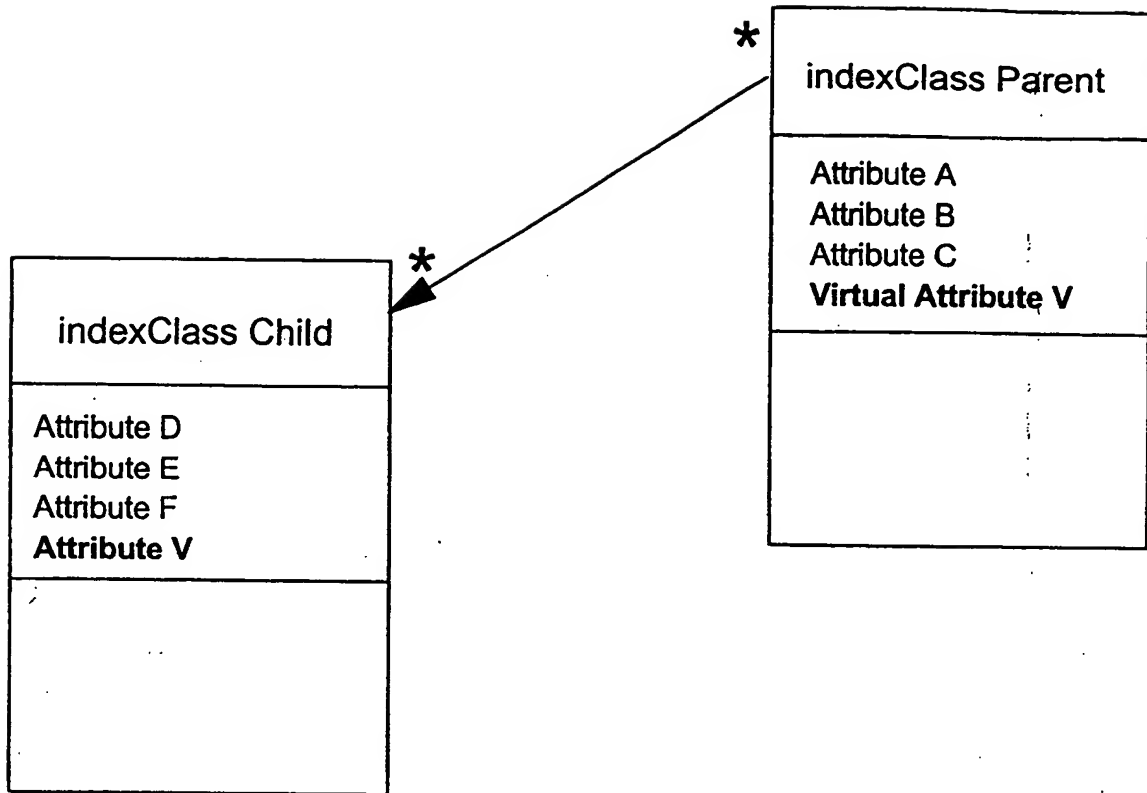 *
indexClass Parent
Attribute A
Attribute B
Attribute C
Virtual Attribute V
*
indexClass Child
Attribute D
Attribute E
Attribute F
Attribute V